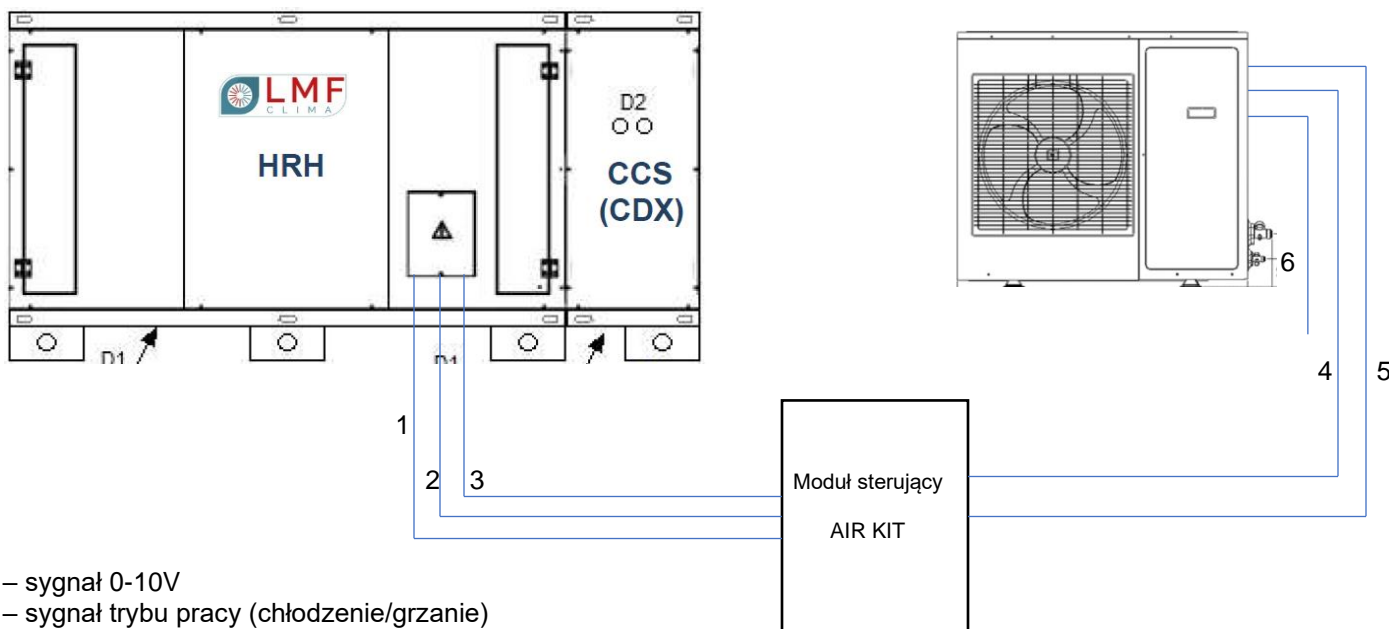 LMF
CLIMA
HRH
D2
CCS
(CDX)
D1
D1
6
4
5
1
2
3
Moduł sterujący
AIR KIT
– sygnał 0-10V
– sygnał trybu pracy (chłodzenie/grzanie)